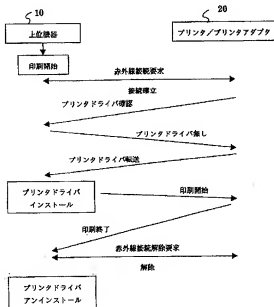 10
20
上位機器
プリンタ/プリンタアダプタ
印刷開始
赤外線接続要求
接続確立
プリンタドライバ確認
プリンタドライバ無し
プリンタドライバ転送
プリンタドライバ
インストール
印刷開始
印刷終了
赤外線接続解除要求
解除
プリンタドライバ
アンインストール